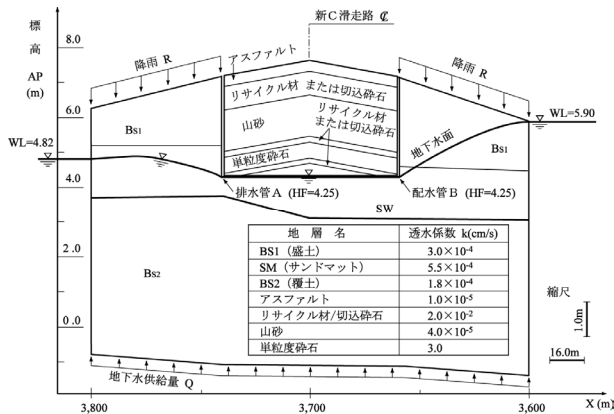 新C滑走路 ℄
標高 AP(m)
8.0
6.0
4.0
2.0
0.0
降雨 R
アスファルト
降雨 R
リサイクル材 または切込砕石
リサイクル材
または切込砕石
山砂
単粒度砕石
地下水面
BS1
BS1
WL=4.82
WL=5.90
排水管A (HF=4.25)
配水管B (HF=4.25)
SW
BS2
地層名 透水係数 k(cm/s)
BS1(盛土) 3.0×10-4
SM(サンドマット) 5.5×10-4
BS2(覆土) 1.8×10-4
アスファルト 1.0×10-5
リサイクル材/切込砕石 2.0×10-2
山砂 4.0×10-5
単粒度砕石 3.0
縮尺
1.0m
16.0m
地下水供給量 Q
3,800 3,700 3,600 X (m)